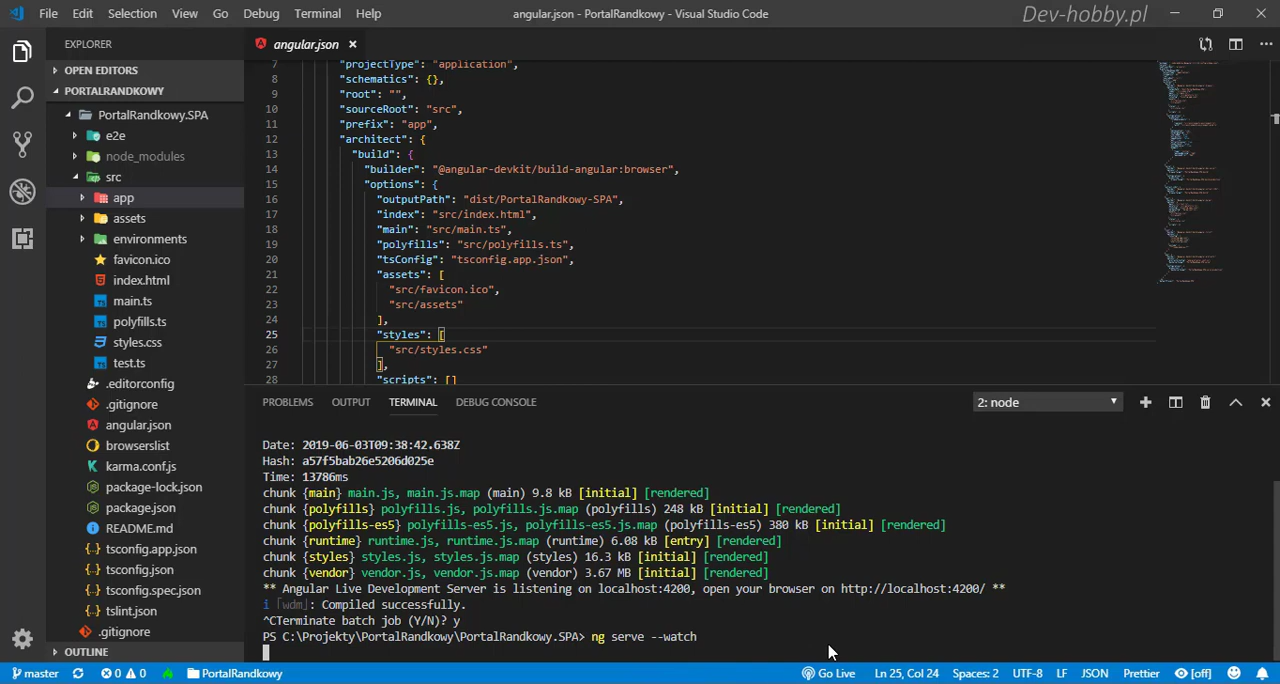 File Edit Selection View Go Debug Terminal Help
angular.json - PortalRandkowy - Visual Studio Code
Dev-hobby.pl
EXPLORER
OPEN EDITORS
PORTALRANDKOWY
PortalRandkowy.SPA
e2e
node_modules
src
app
assets
environments
favicon.ico
index.html
main.ts
polyfills.ts
styles.css
test.ts
.editorconfig
.gitignore
angular.json
browserslist
karma.conf.js
package-lock.json
package.json
README.md
tsconfig.app.json
tsconfig.json
tsconfig.spec.json
tslint.json
.gitignore
OUTLINE
angular.json
7 "projectType": "application",
8 "schematics": {},
9 "root": "",
10 "sourceRoot": "src",
11 "prefix": "app",
12 "architect": {
13 "build": {
14 "builder": "@angular-devkit/build-angular:browser",
15 "options": {
16 "outputPath": "dist/PortalRandkowy-SPA",
17 "index": "src/index.html",
18 "main": "src/main.ts",
19 "polyfills": "src/polyfills.ts",
20 "tsConfig": "tsconfig.app.json",
21 "assets": [
22 "src/favicon.ico",
23 "src/assets"
24 ],
25 "styles": [
26 "src/styles.css"
27 ],
28 "scripts": []
PROBLEMS OUTPUT TERMINAL DEBUG CONSOLE
2: node
Date: 2019-06-03T09:38:42.638Z
Hash: a57f5bab26e5206d025e
Time: 13786ms
chunk {main} main.js, main.js.map (main) 9.8 kB [initial] [rendered]
chunk {polyfills} polyfills.js, polyfills.js.map (polyfills) 248 kB [initial] [rendered]
chunk {polyfills-es5} polyfills-es5.js, polyfills-es5.js.map (polyfills-es5) 380 kB [initial] [rendered]
chunk {runtime} runtime.js, runtime.js.map (runtime) 6.08 kB [entry] [rendered]
chunk {styles} styles.js, styles.js.map (styles) 16.3 kB [initial] [rendered]
chunk {vendor} vendor.js, vendor.js.map (vendor) 3.67 MB [initial] [rendered]
** Angular Live Development Server is listening on localhost:4200, open your browser on http://localhost:4200/ **
i ｢wdm｣: Compiled successfully.
^CTerminate batch job (Y/N)? y
PS C:\Projekty\PortalRandkowy\PortalRandkowy.SPA> ng serve --watch
master 0 0 PortalRandkowy Go Live Ln 25, Col 24 Spaces: 2 UTF-8 LF JSON Prettier [off]